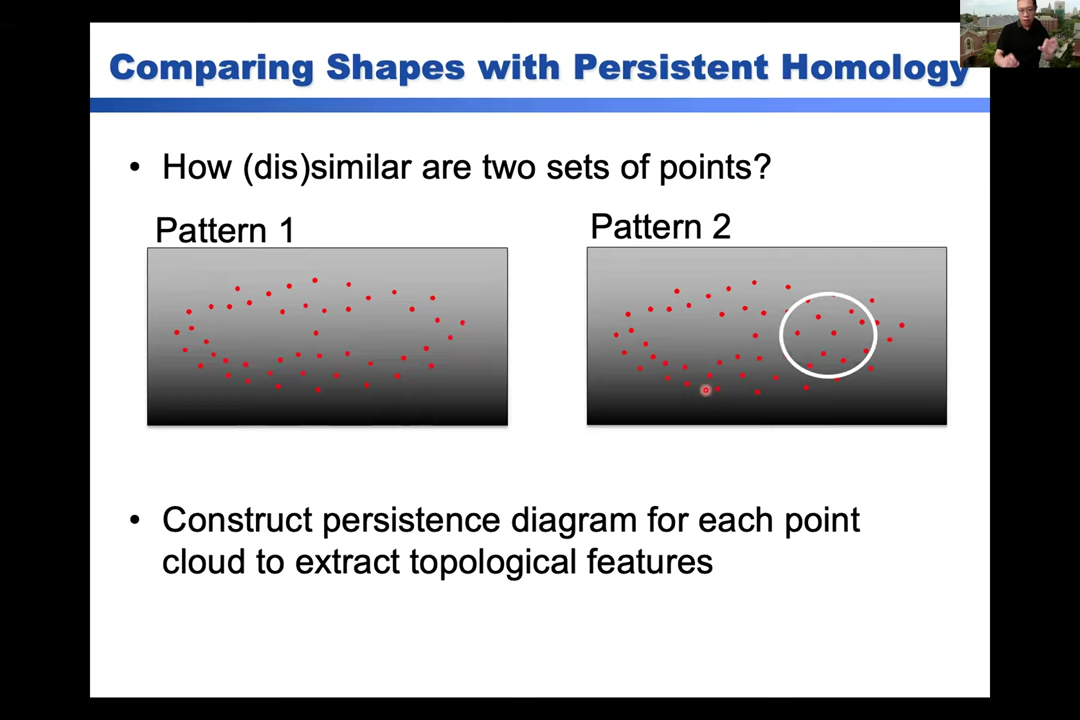 Comparing Shapes with Persistent Homology
• How (dis)similar are two sets of points?
Pattern 1
Pattern 2
• Construct persistence diagram for each point
cloud to extract topological features